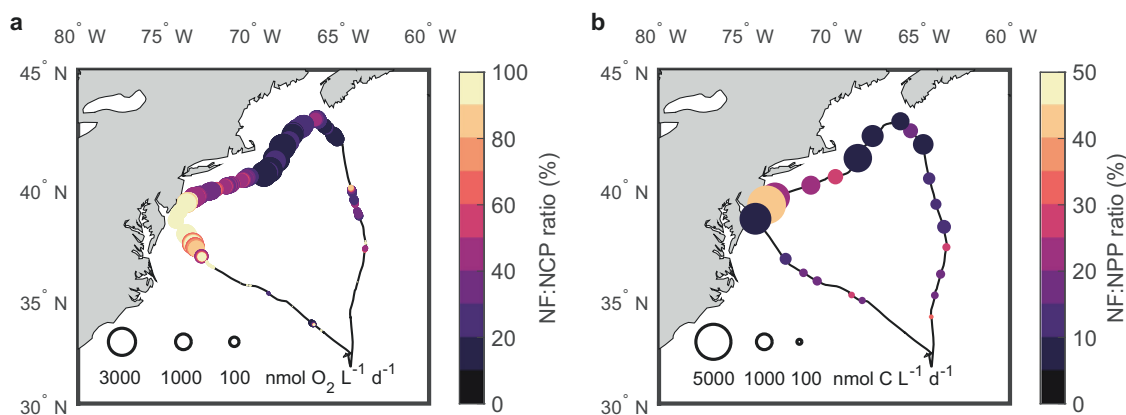 a
80° W 75° W 70° W 65° W 60° W
45° N
40° N
35° N
30° N
3000 1000 100 nmol O₂ L⁻¹ d⁻¹
100
80
60
40
20
0
NF:NCP ratio (%)
b
80° W 75° W 70° W 65° W 60° W
45° N
40° N
35° N
30° N
5000 1000 100 nmol C L⁻¹ d⁻¹
50
40
30
20
10
0
NF:NPP ratio (%)